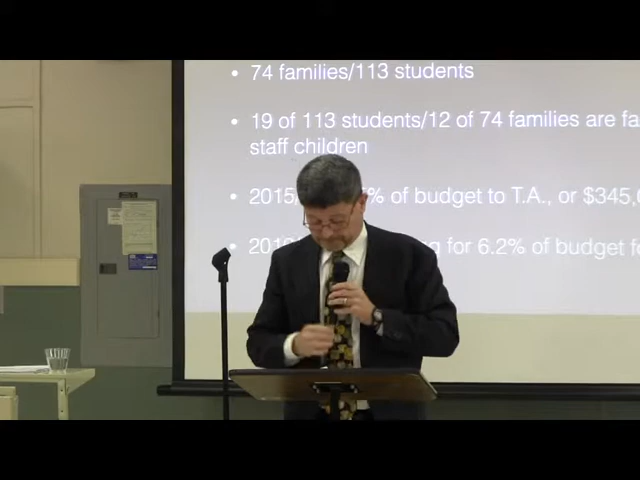 • 74 families/113 students
• 19 of 113 students/12 of 74 families are fa
staff children
• 2015/ % of budget to T.A., or $345,
• 201 g for 6.2% of budget fo